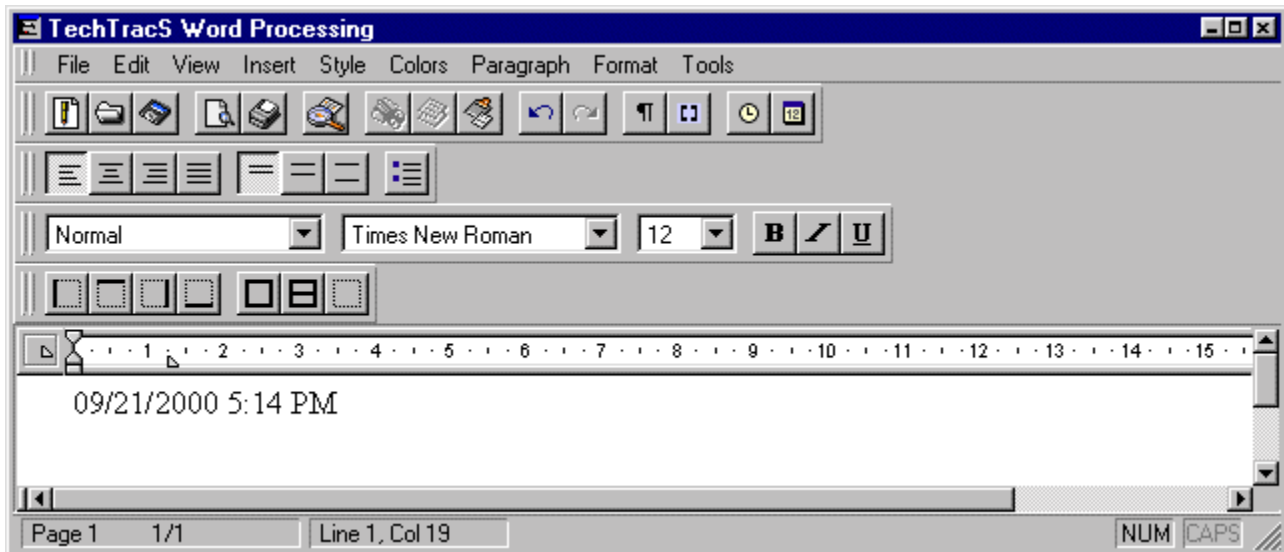 TechTracS Word Processing
File Edit View Insert Style Colors Paragraph Format Tools
12
Normal Times New Roman 12 B I U
1 2 3 4 5 6 7 8 9 10 11 12 13 14 15
09/21/2000 5:14 PM
Page 1 1/1 Line 1, Col 19 NUM CAPS